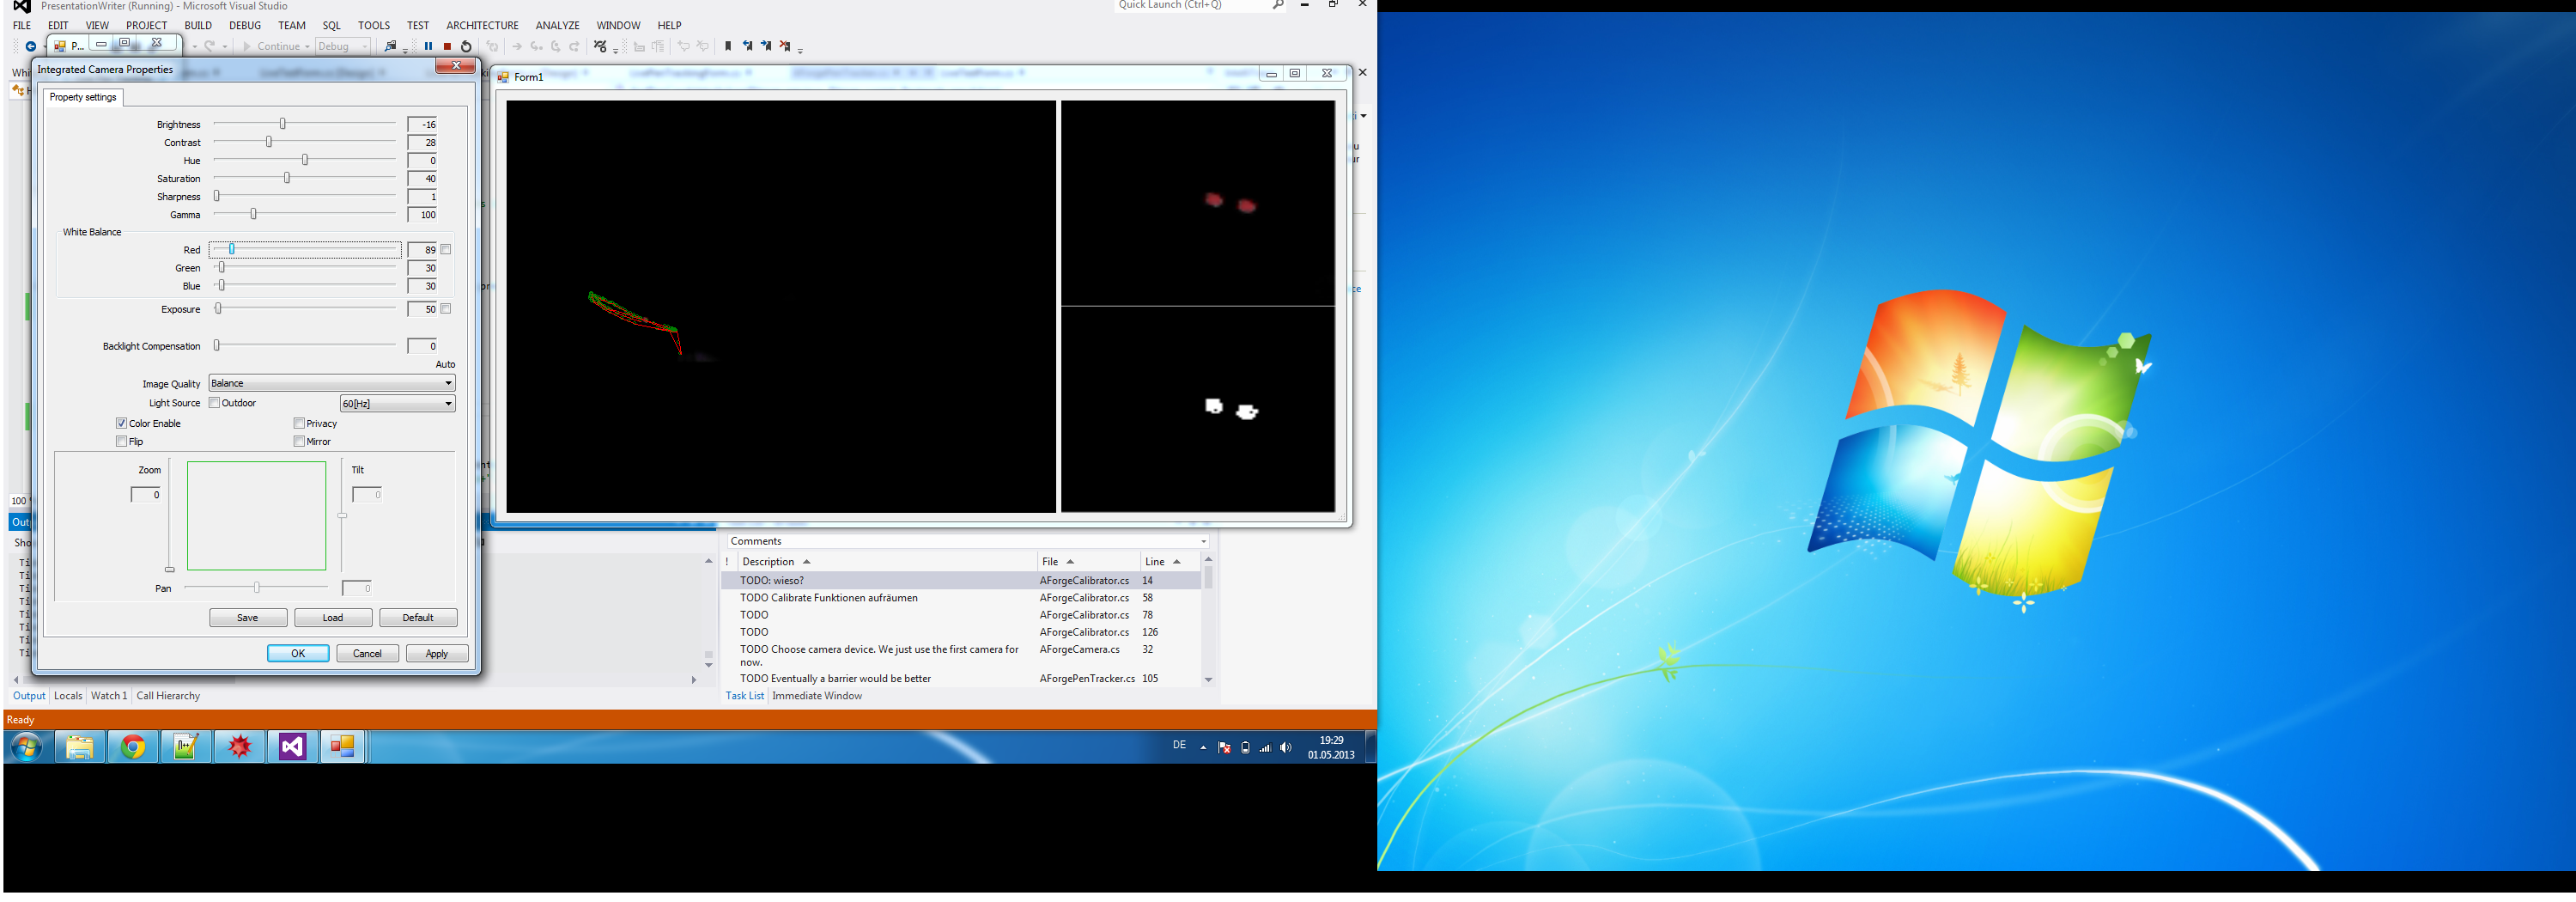 PresentationWriter (Running) - Microsoft Visual Studio
Quick Launch (Ctrl+Q)
FILE EDIT VIEW PROJECT BUILD DEBUG TEAM SQL TOOLS TEST ARCHITECTURE ANALYZE WINDOW HELP
P...
Continue
Debug
Integrated Camera Properties
Form1
Property settings
Brightness -16
Contrast 28
Hue 0
Saturation 40
Sharpness 1
Gamma 100
White Balance
Red 89
Green 30
Blue 30
Exposure 50
Backlight Compensation 0
Auto
Image Quality Balance
Light Source Outdoor 60[Hz]
Color Enable Privacy
Flip Mirror
Zoom Tilt
0 0
Pan 0
Save Load Default
OK Cancel Apply
100
Comments
! Description File Line
TODO: wieso? AForgeCalibrator.cs 14
TODO Calibrate Funktionen aufräumen AForgeCalibrator.cs 58
TODO AForgeCalibrator.cs 78
TODO AForgeCalibrator.cs 126
TODO Choose camera device. We just use the first camera for now. AForgeCamera.cs 32
TODO Eventually a barrier would be better AForgePenTracker.cs 105
Output Locals Watch 1 Call Hierarchy
Task List Immediate Window
Ready
DE
19:29
01.05.2013